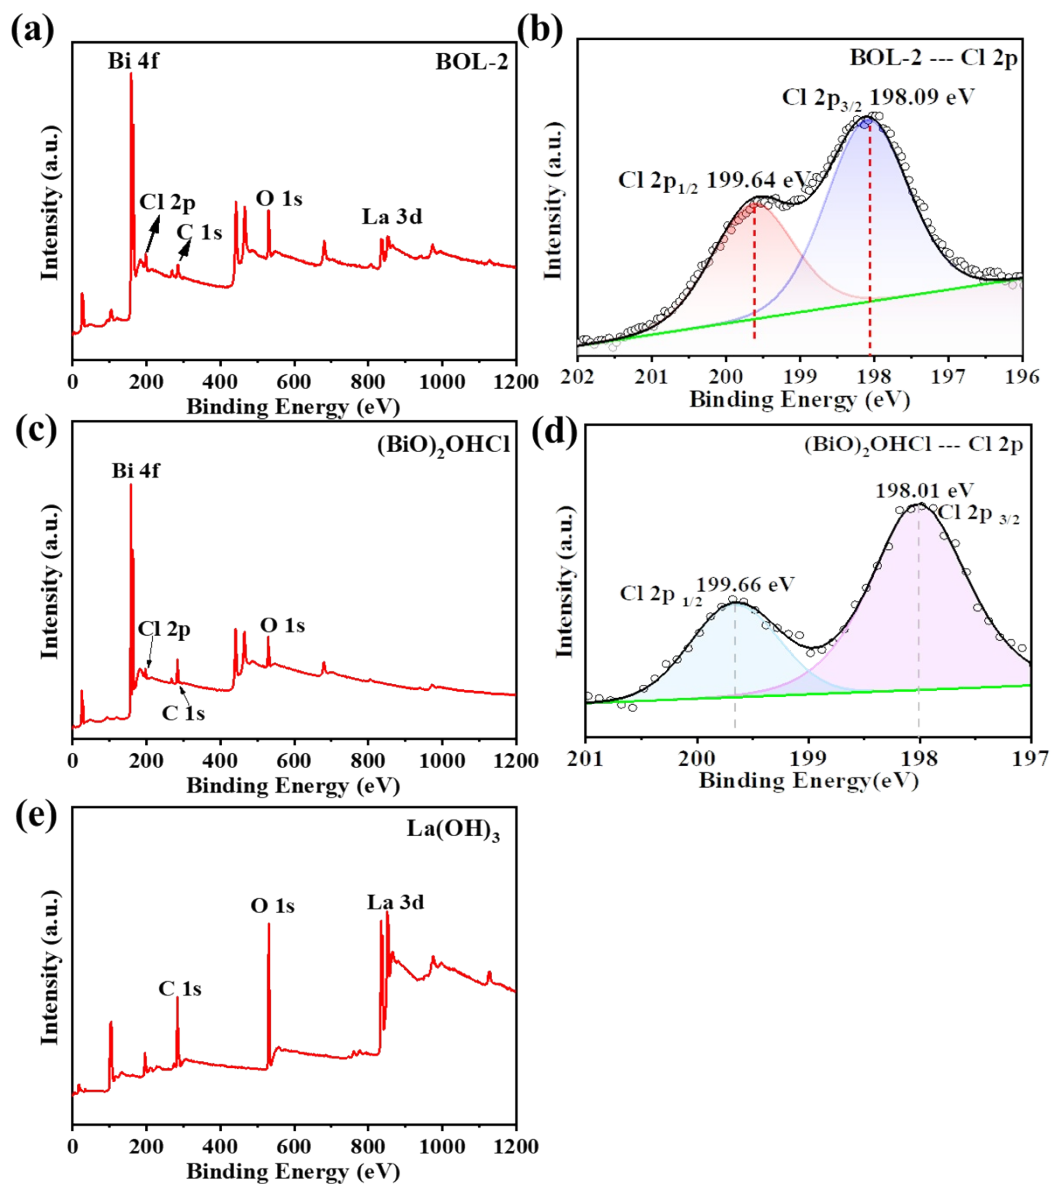 (a)
BOL-2
Bi 4f
Cl 2p
C 1s
O 1s
La 3d
Intensity (a.u.)
0 200 400 600 800 1000 1200
Binding Energy (eV)
(b)
BOL-2 --- Cl 2p
Cl 2p3/2 198.09 eV
Cl 2p1/2 199.64 eV
Intensity (a.u.)
202 201 200 199 198 197 196
Binding Energy (eV)
(c)
(BiO)2OHCl
Bi 4f
Cl 2p
C 1s
O 1s
Intensity (a.u.)
0 200 400 600 800 1000 1200
Binding Energy (eV)
(d)
(BiO)2OHCl --- Cl 2p
198.01 eV
Cl 2p 3/2
Cl 2p 1/2 199.66 eV
Intensity (a.u.)
201 200 199 198 197
Binding Energy(eV)
(e)
La(OH)3
O 1s
La 3d
C 1s
Intensity (a.u.)
0 200 400 600 800 1000 1200
Binding Energy (eV)